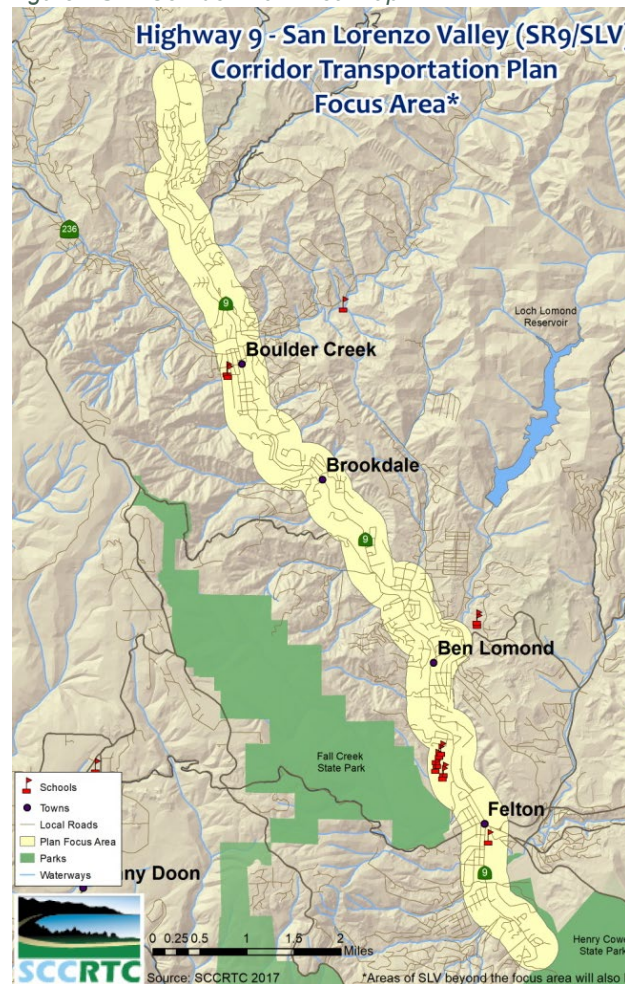 Highway 9 - San Lorenzo Valley (SR9/SLV)
Corridor Transportation Plan
Focus Area*
236
9
Loch Lomond
Reservoir
Boulder Creek
Brookdale
9
Ben Lomond
Fall Creek
State Park
Felton
9
Schools
Towns
Local Roads
Plan Focus Area
Parks
Waterways
ny Doon
SCCRTC
0 0.25 0.5 1 1.5 2
Miles
Henry Cowe
State Park
Source: SCCRTC 2017
*Areas of SLV beyond the focus area will also